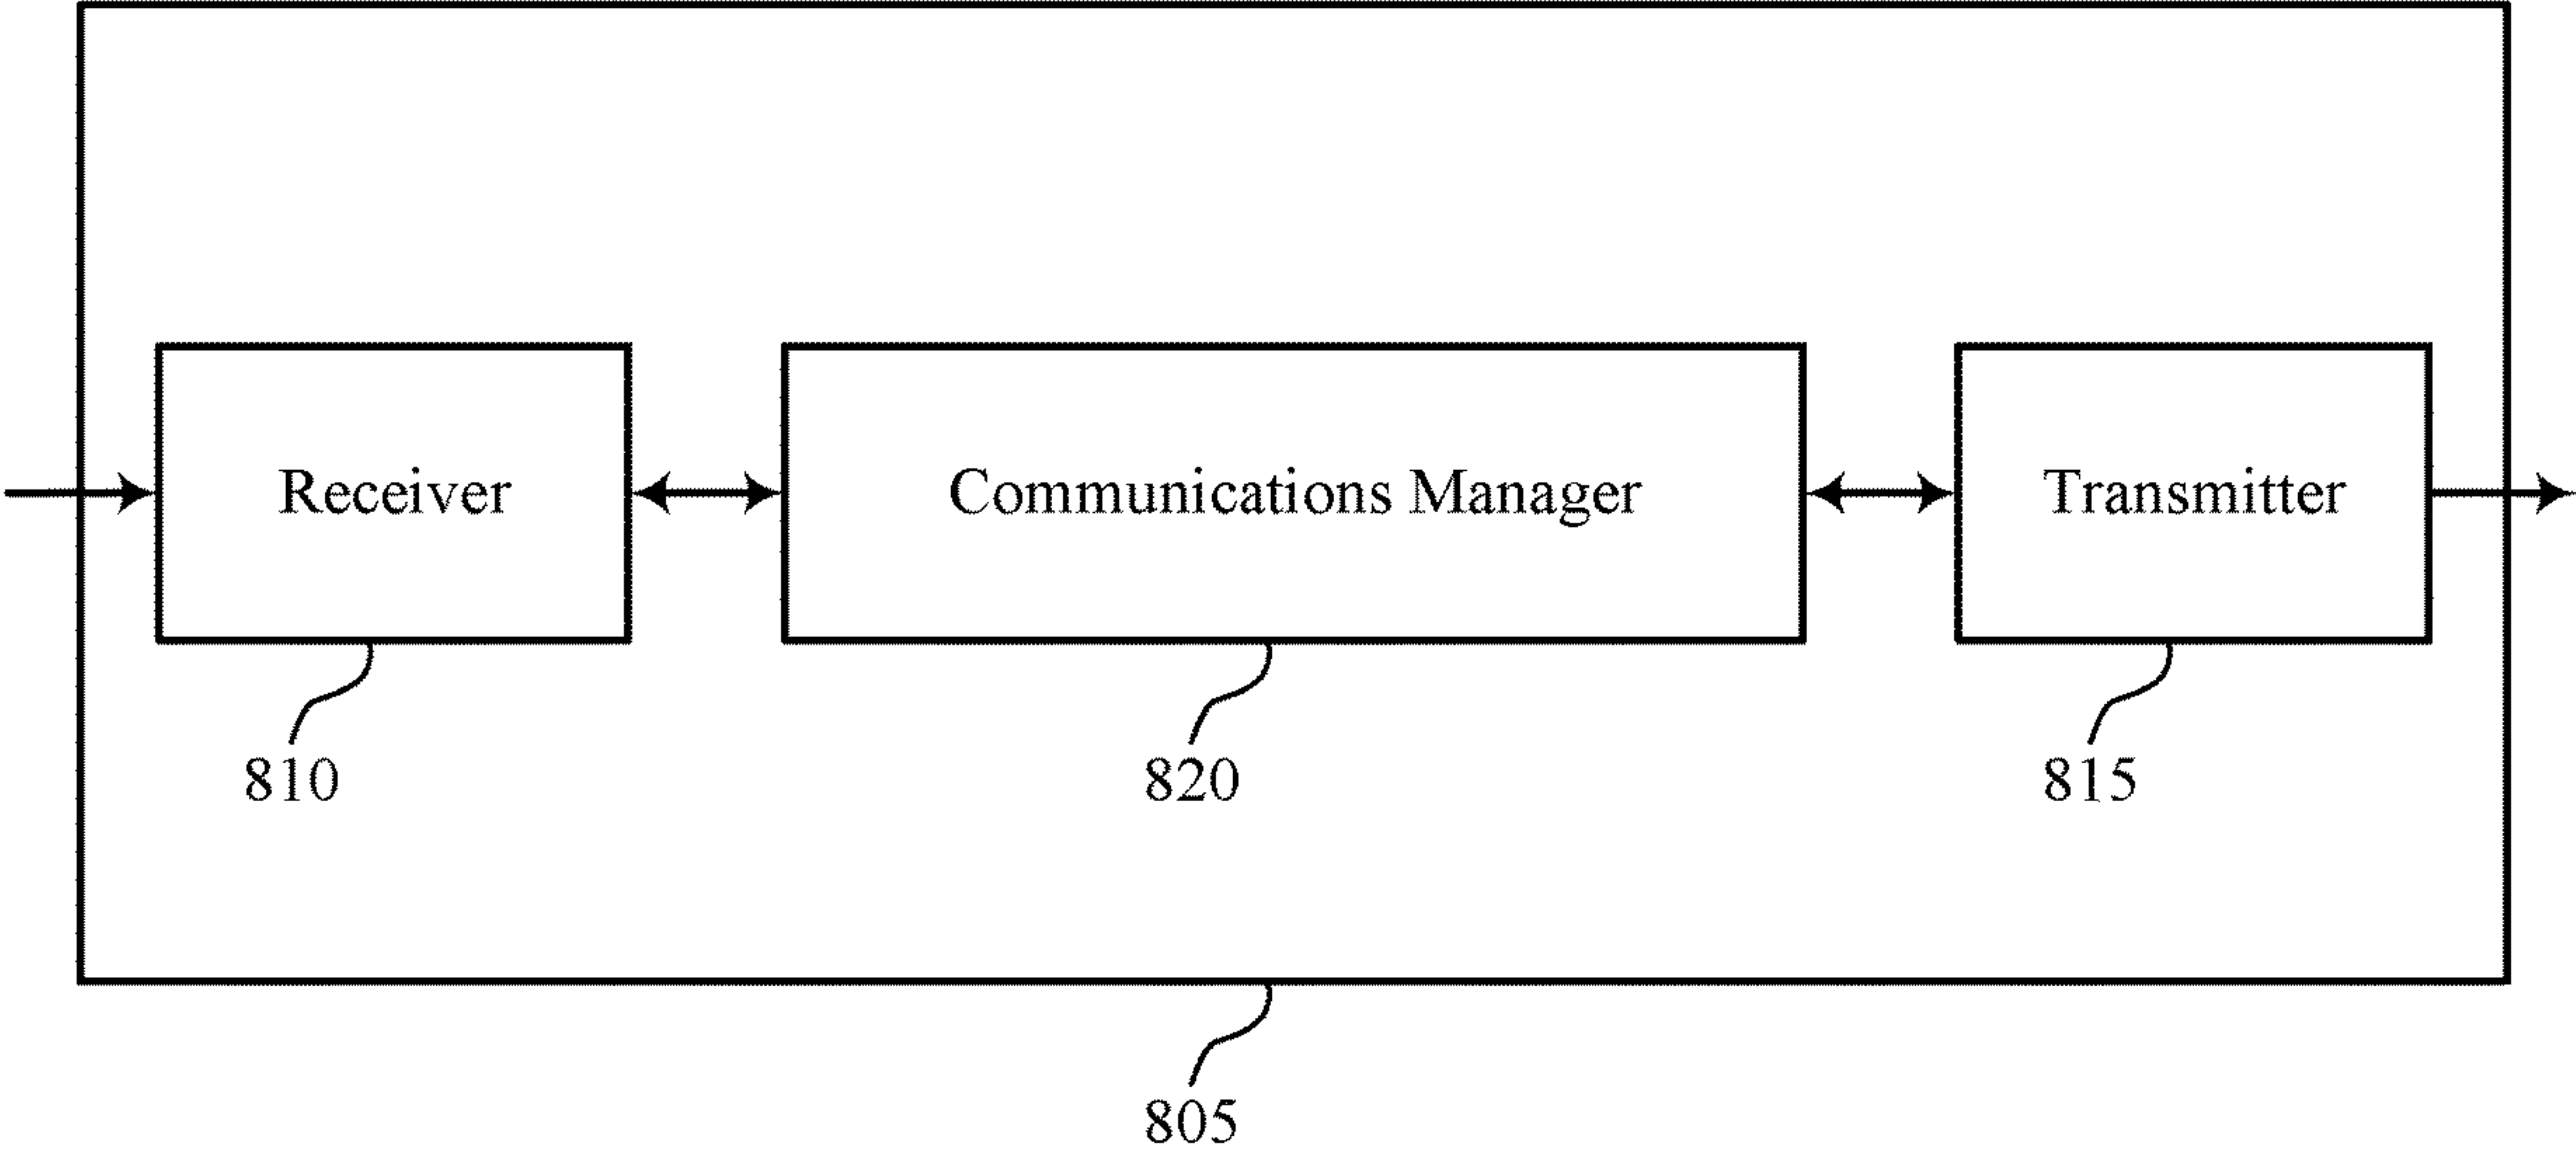 Receiver
Communications Manager
Transmitter
810
820
815
805